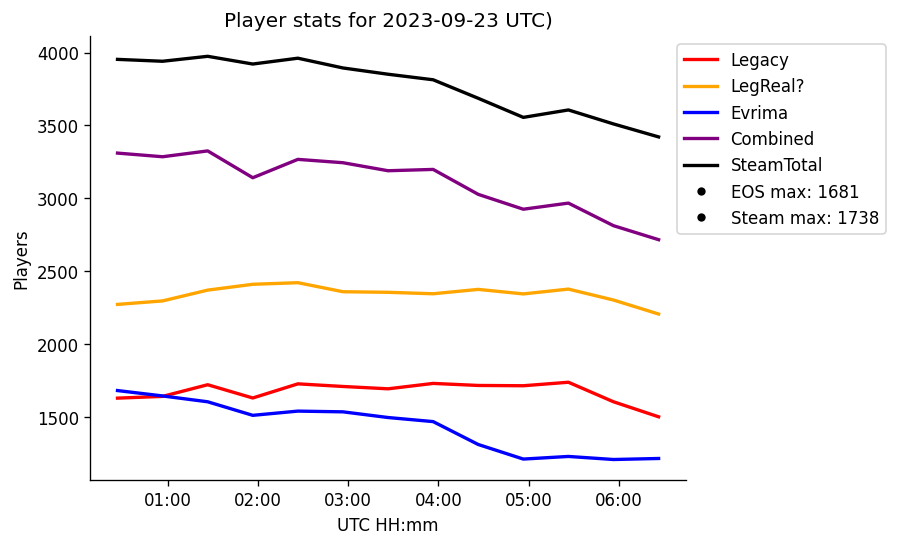 Player stats for 2023-09-23 UTC)
4000
3500
3000
2500
2000
1500
Players
01:00 02:00 03:00 04:00 05:00 06:00
UTC HH:mm
Legacy
LegReal?
Evrima
Combined
SteamTotal
EOS max: 1681
Steam max: 1738